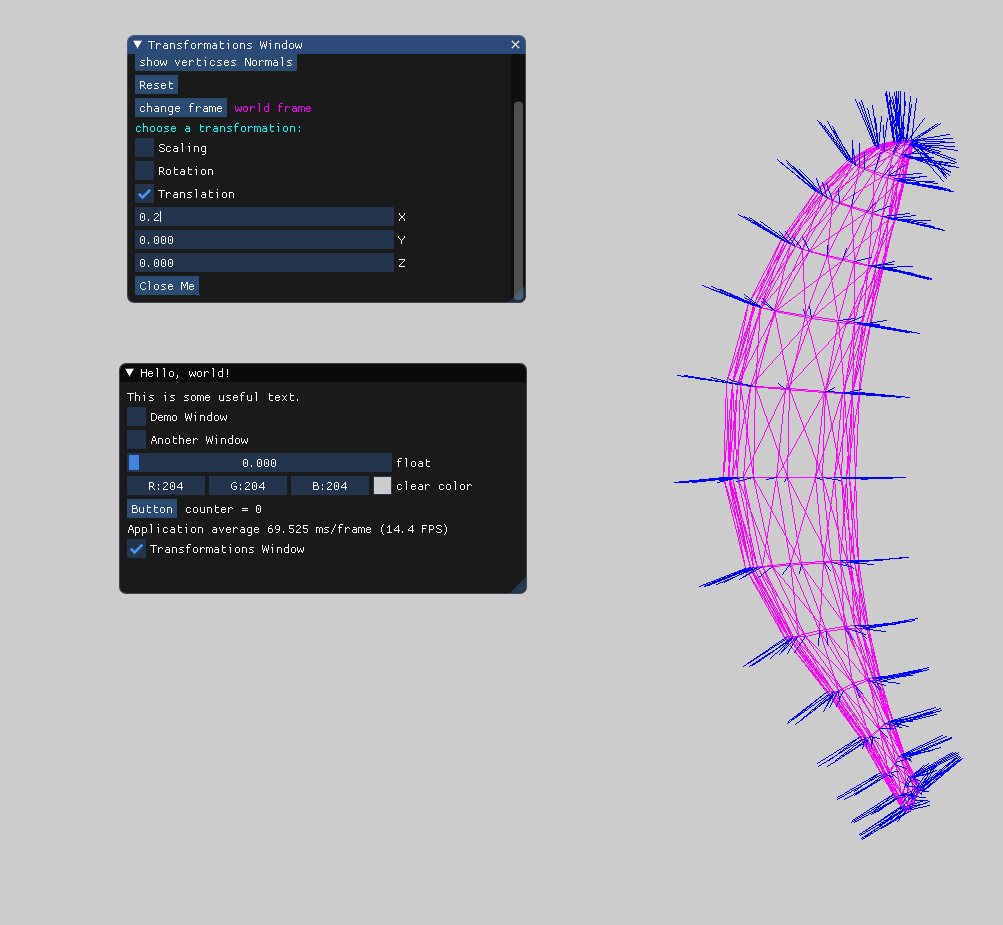 Transformations Window
show verticses Normals
Reset
change frame world frame
choose a transformation:
Scaling
Rotation
Translation
0.2 X
0.000 Y
0.000 Z
Close Me
Hello, world!
This is some useful text.
Demo Window
Another Window
0.000 float
R:204 G:204 B:204 clear color
Button counter = 0
Application average 69.525 ms/frame (14.4 FPS)
Transformations Window